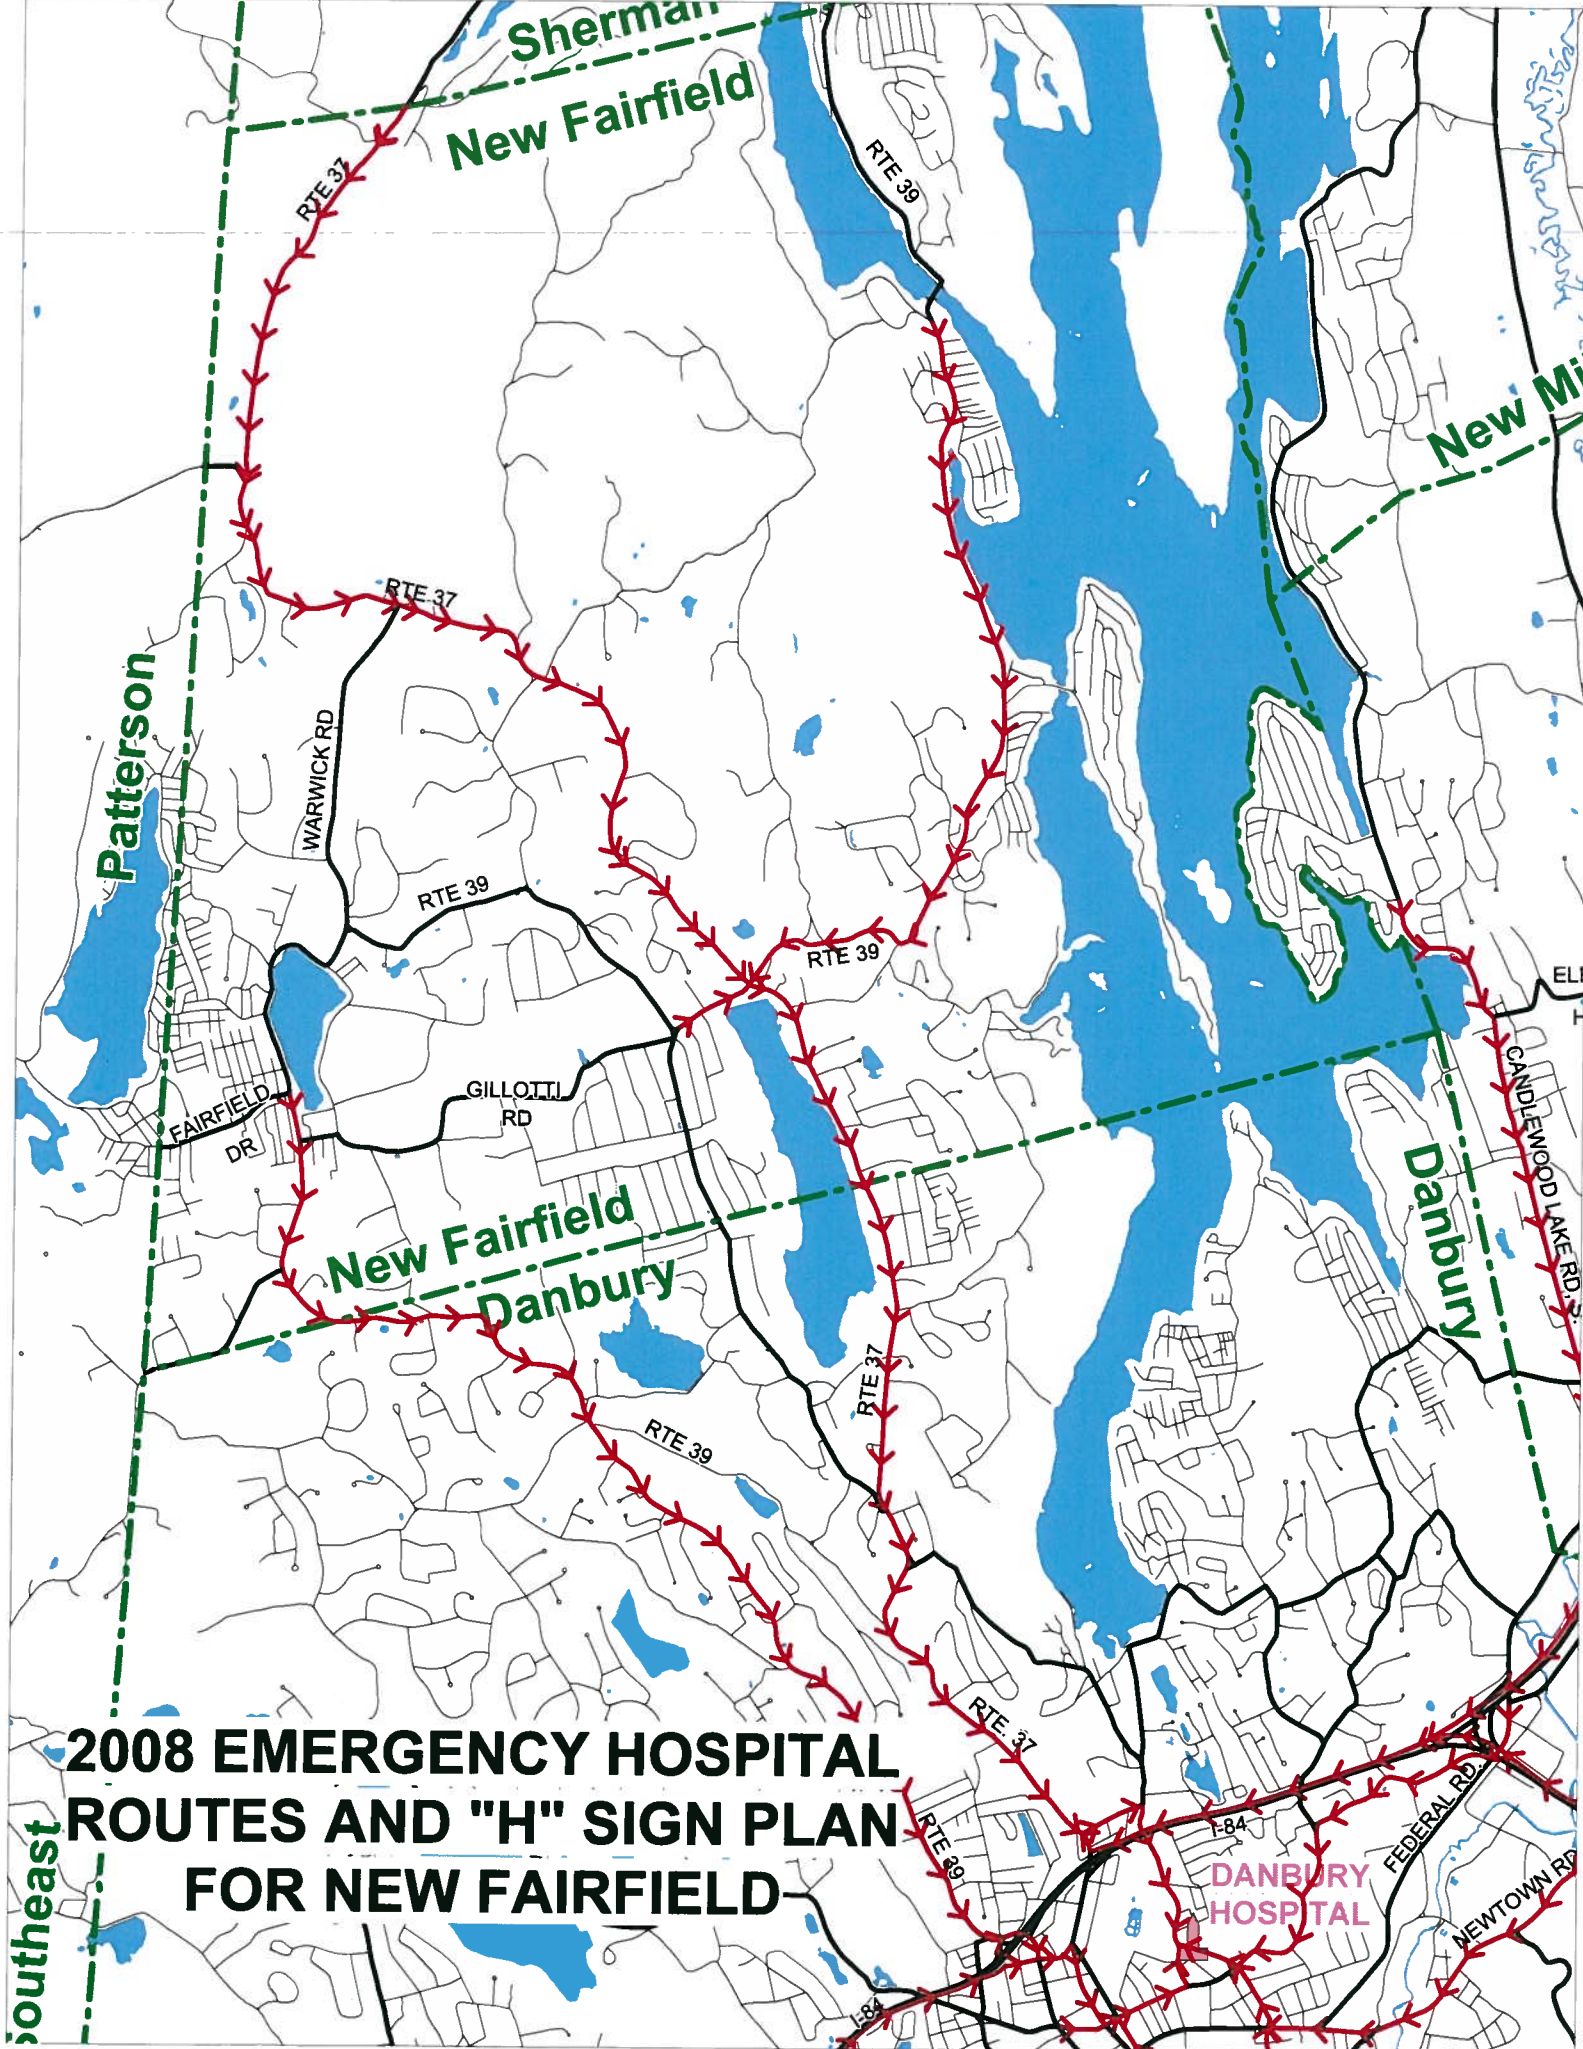 Sherman
New Fairfield
RTE 39
RTE 37
New Mi
RTE 37
Patterson
WARWICK RD
RTE 39
RTE 39
ELI
H
CANDLEWOOD LAKE RD, S.
GILLOTTI
RD
FAIRFIELD
DR
Danbury
New Fairfield
Danbury
RTE 37
RTE 39
RTE. 37
2008 EMERGENCY HOSPITAL
ROUTES AND "H" SIGN PLAN
FOR NEW FAIRFIELD
RTE 39
I-84
FEDERAL RD.
DANBURY
HOSPITAL
NEWTOWN RD
Southeast
I-84